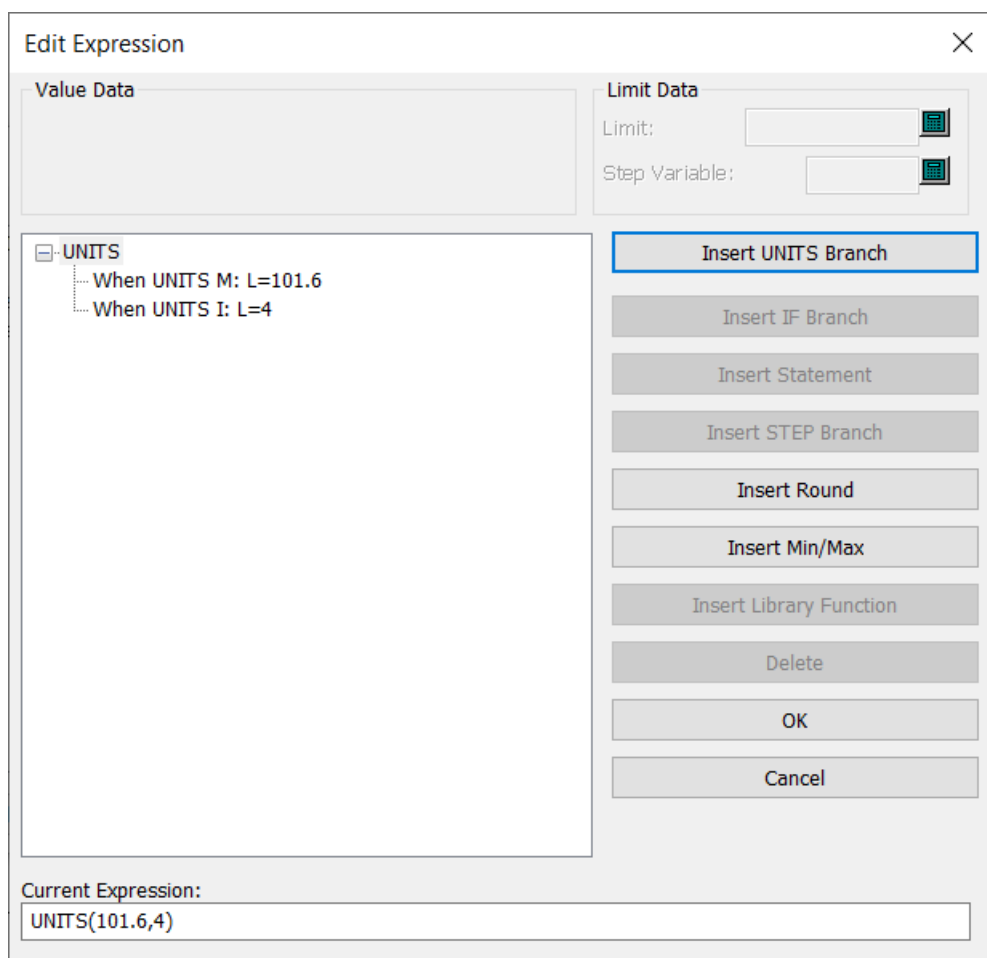 Edit Expression
Value Data
Limit Data
Limit:
Step Variable:
UNITS
When UNITS M: L=101.6
When UNITS I: L=4
Insert UNITS Branch
Insert IF Branch
Insert Statement
Insert STEP Branch
Insert Round
Insert Min/Max
Insert Library Function
Delete
OK
Cancel
Current Expression:
UNITS(101.6,4)